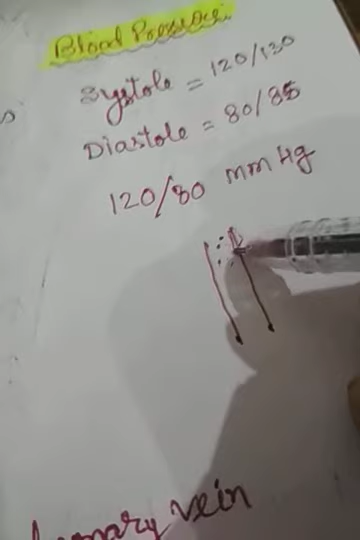 Blood Pressure
Systole = 120/130
Diastole = 80/85
120/80 mm Hg
vein